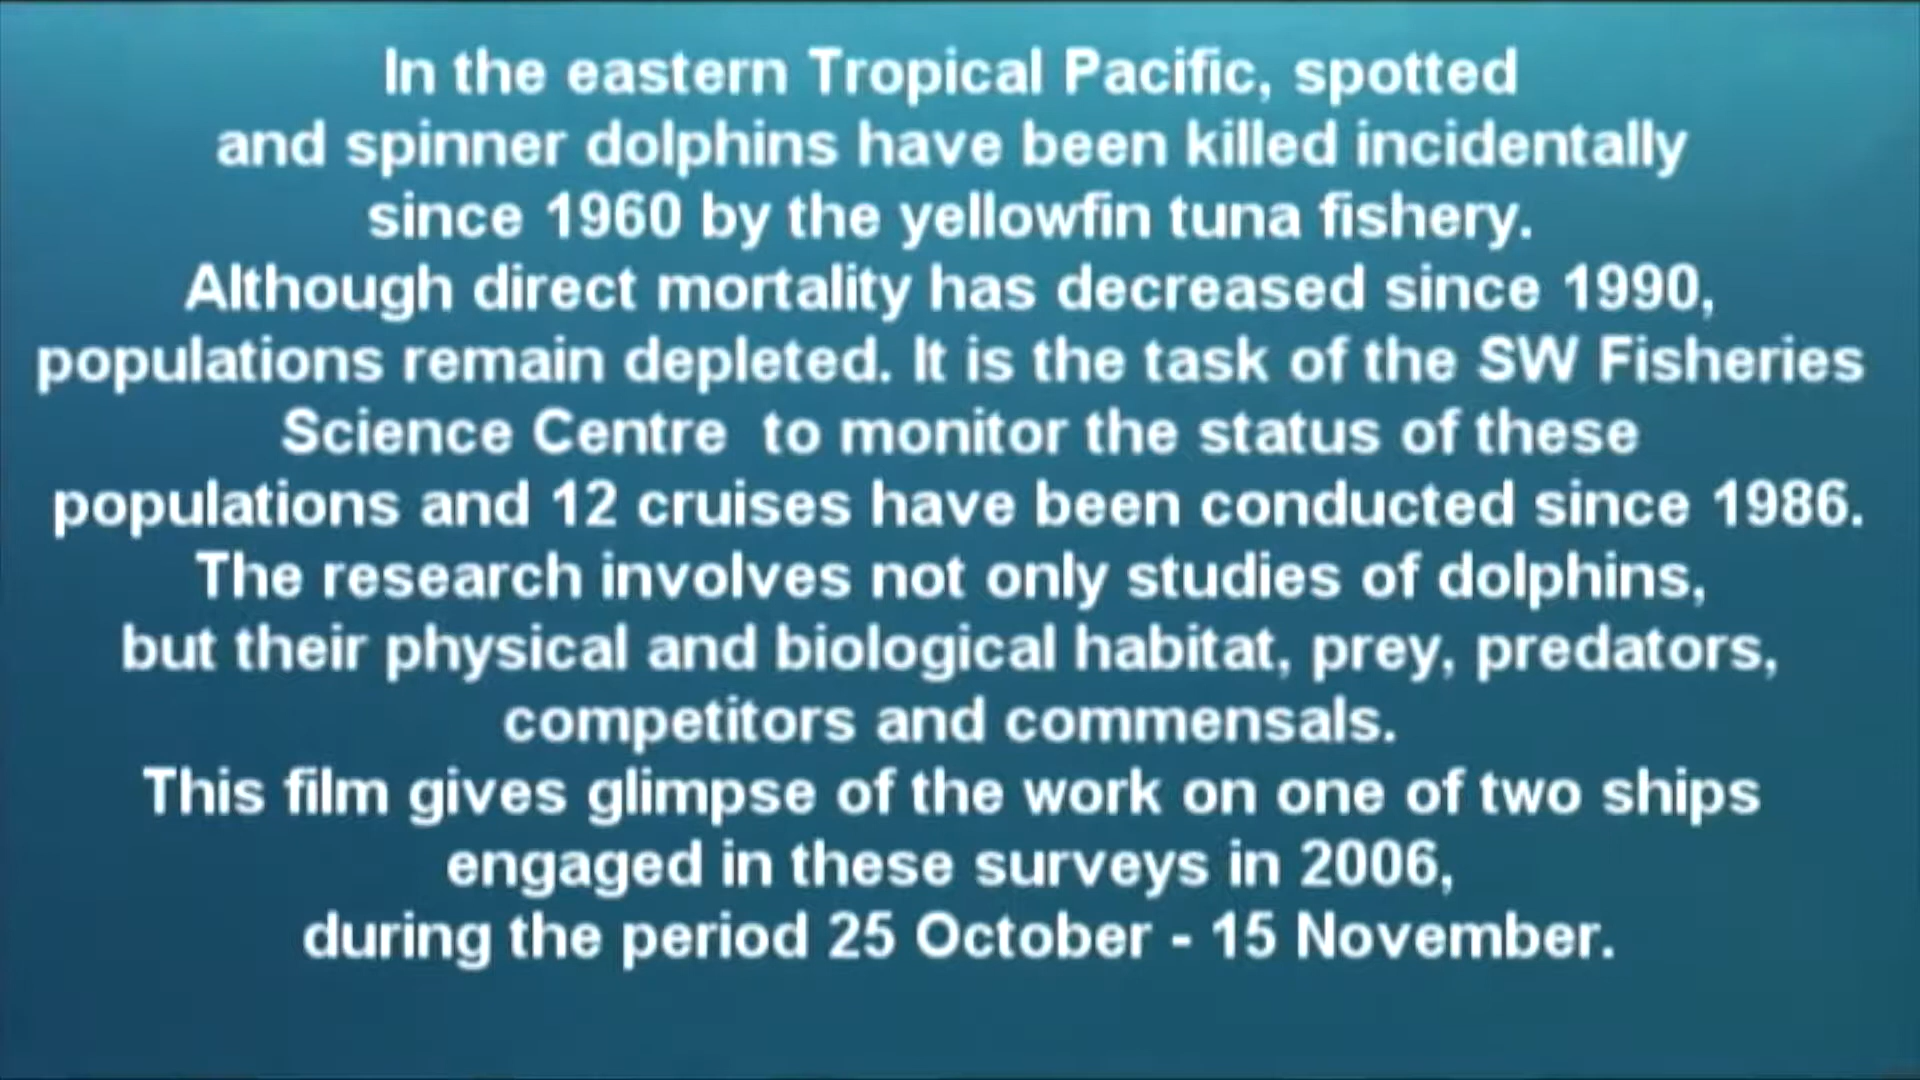 In the eastern Tropical Pacific, spotted
and spinner dolphins have been killed incidentally
since 1960 by the yellowfin tuna fishery.
Although direct mortality has decreased since 1990,
populations remain depleted. It is the task of the SW Fisheries
Science Centre  to monitor the status of these
populations and 12 cruises have been conducted since 1986.
The research involves not only studies of dolphins,
but their physical and biological habitat, prey, predators,
competitors and commensals.
This film gives glimpse of the work on one of two ships
engaged in these surveys in 2006,
during the period 25 October - 15 November.